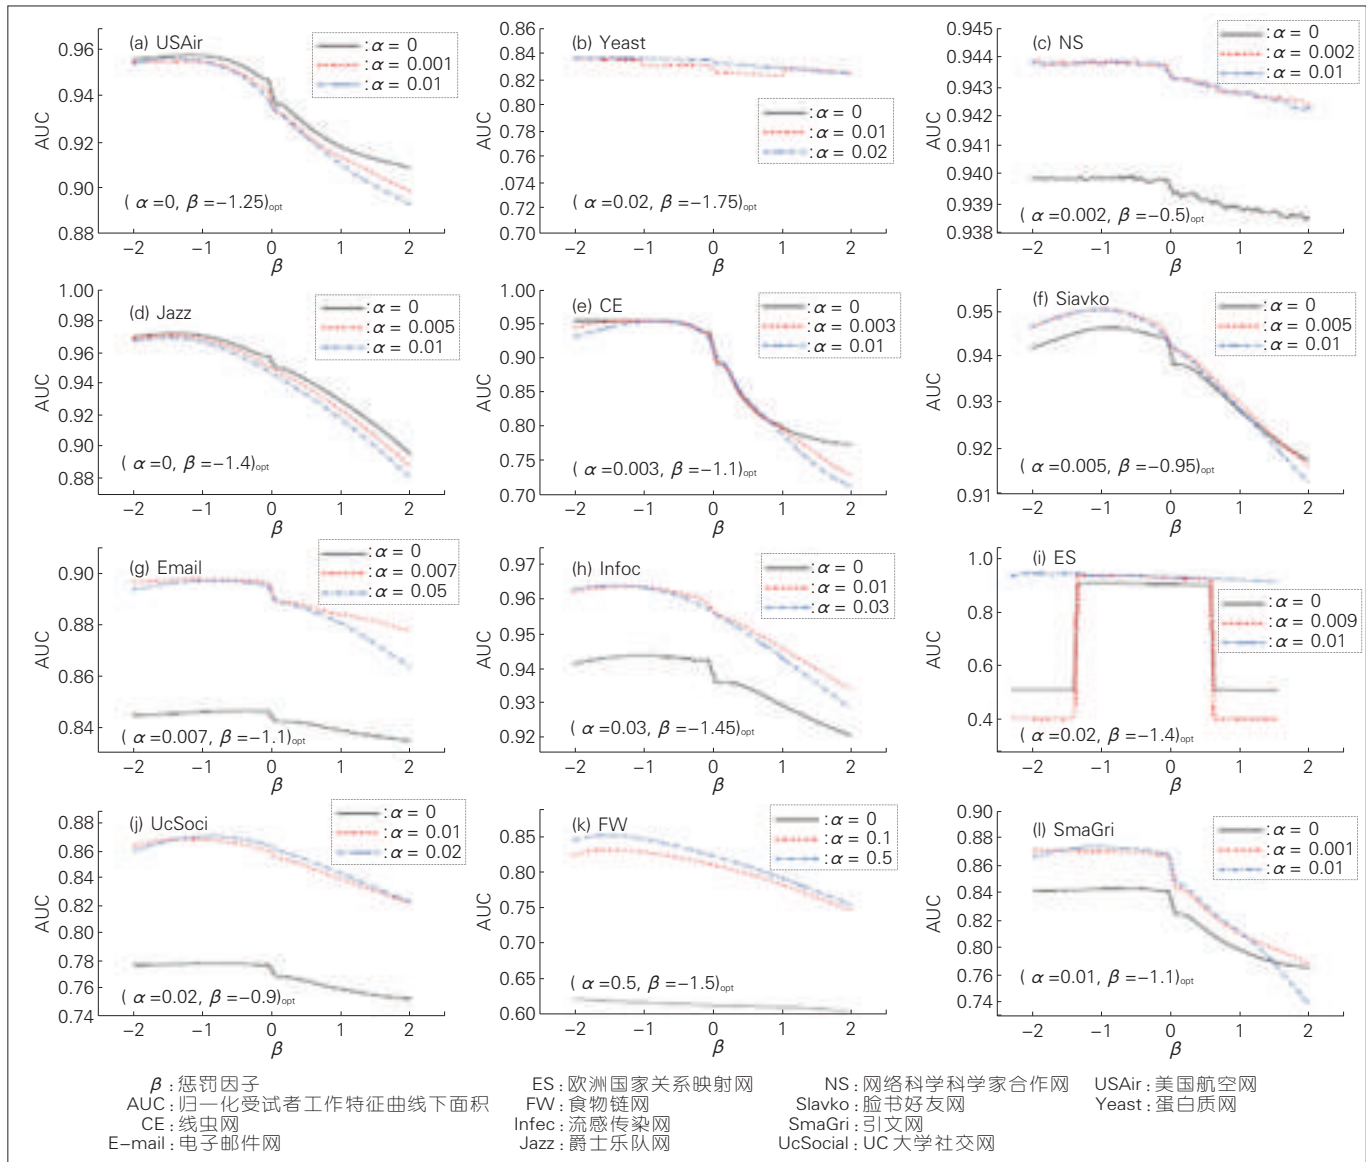 (a) USAir
:α = 0
:α = 0.001
:α = 0.01
AUC
0.96
0.94
0.92
0.90
0.88
( α=0, β=−1.25)opt
−2 −1 0 1 2
β
(b) Yeast
:α = 0
:α = 0.01
:α = 0.02
AUC
0.86
0.84
0.82
0.80
0.78
0.76
.074
0.72
0.70
( α=0.02, β=−1.75)opt
−2 −1 0 1 2
β
(c) NS
:α = 0
:α = 0.002
:α = 0.01
AUC
0.945
0.944
0.943
0.942
0.941
0.940
0.939
0.938
( α=0.002, β=−0.5)opt
−2 −1 0 1 2
β
(d) Jazz
:α = 0
:α = 0.005
:α = 0.01
AUC
1.00
0.98
0.96
0.94
0.92
0.90
0.88
( α=0, β=−1.4)opt
−2 −1 0 1 2
β
(e) CE
:α = 0
:α = 0.003
:α = 0.01
AUC
1.00
0.95
0.90
0.85
0.80
0.75
0.70
( α=0.003, β=−1.1)opt
−2 −1 0 1 2
β
(f) Siavko
:α = 0
:α = 0.005
:α = 0.01
AUC
0.95
0.94
0.93
0.92
0.91
( α=0.005, β=−0.95)opt
−2 −1 0 1 2
β
(g) Email
:α = 0
:α = 0.007
:α = 0.05
AUC
0.90
0.88
0.86
0.84
( α=0.007, β=−1.1)opt
−2 −1 0 1 2
β
(h) Infoc
:α = 0
:α = 0.01
:α = 0.03
AUC
0.97
0.96
0.95
0.94
0.93
0.92
( α=0.03, β=−1.45)opt
−2 −1 0 1 2
β
(i) ES
:α = 0
:α = 0.009
:α = 0.01
AUC
1.0
0.8
0.6
0.4
( α=0.02, β=−1.4)opt
−2 −1 0 1 2
β
(j) UcSoci
:α = 0
:α = 0.01
:α = 0.02
AUC
0.88
0.86
0.84
0.82
0.80
0.78
0.76
0.74
( α=0.02, β=−0.9)opt
−2 −1 0 1 2
β
(k) FW
:α = 0
:α = 0.1
:α = 0.5
AUC
0.85
0.80
0.75
0.70
0.65
0.60
( α=0.5, β=−1.5)opt
−2 −1 0 1 2
β
(l) SmaGri
:α = 0
:α = 0.001
:α = 0.01
AUC
0.90
0.88
0.86
0.84
0.82
0.80
0.78
0.76
0.74
( α=0.01, β=−1.1)opt
−2 −1 0 1 2
β
β：惩罚因子 ES：欧洲国家关系映射网 NS：网络科学科学家合作网 USAir：美国航空网
AUC：归一化受试者工作特征曲线下面积 FW：食物链网 Slavko：脸书好友网 Yeast：蛋白质网
CE：线虫网 Infec：流感传染网 SmaGri：引文网
E-mail：电子邮件网 Jazz：爵士乐队网 UcSocial：UC大学社交网